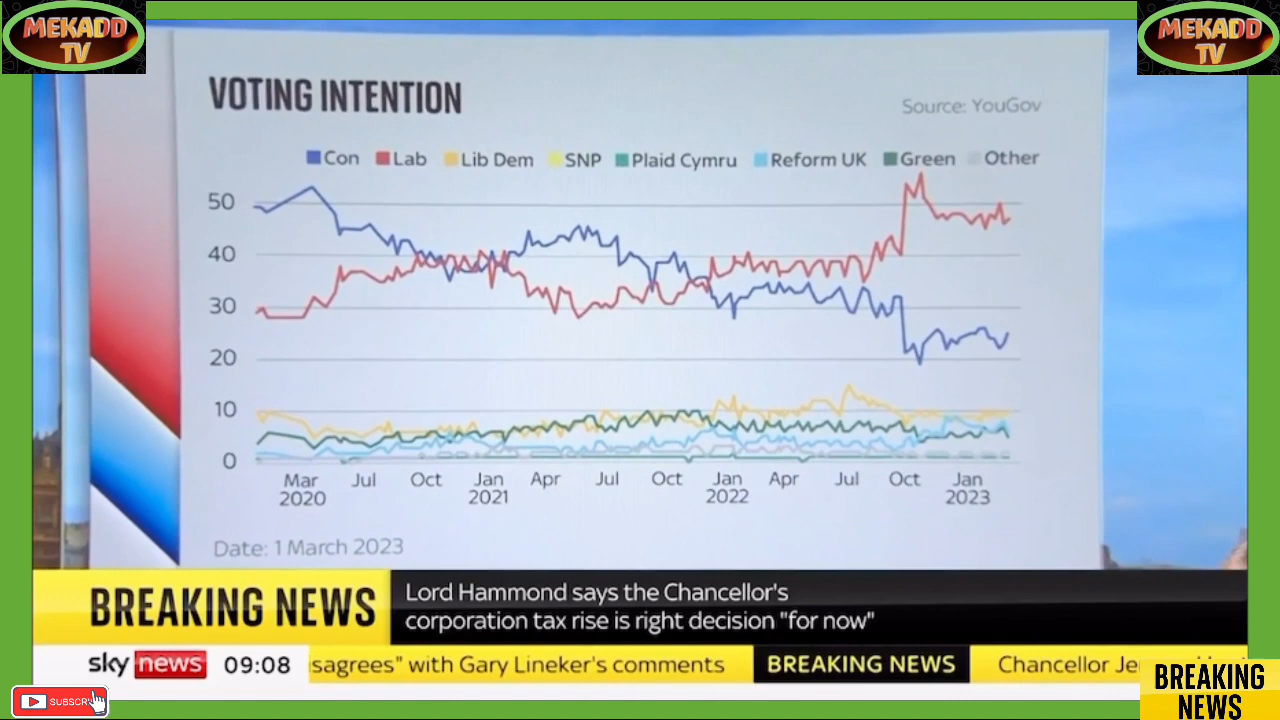 MEKADD
TV
MEKADD
TV
VOTING INTENTION
Source: YouGov
Con Lab Lib Dem SNP Plaid Cymru Reform UK Green Other
50
40
30
20
10
0
Mar Jul Oct Jan Apr Jul Oct Jan Apr Jul Oct Jan
2020 2021 2022 2023
Date: 1 March 2023
BREAKING NEWS
Lord Hammond says the Chancellor's
corporation tax rise is right decision "for now"
sky news 09:08 sagrees" with Gary Lineker's comments BREAKING NEWS Chancellor
SUBSCR
BREAKING
NEWS